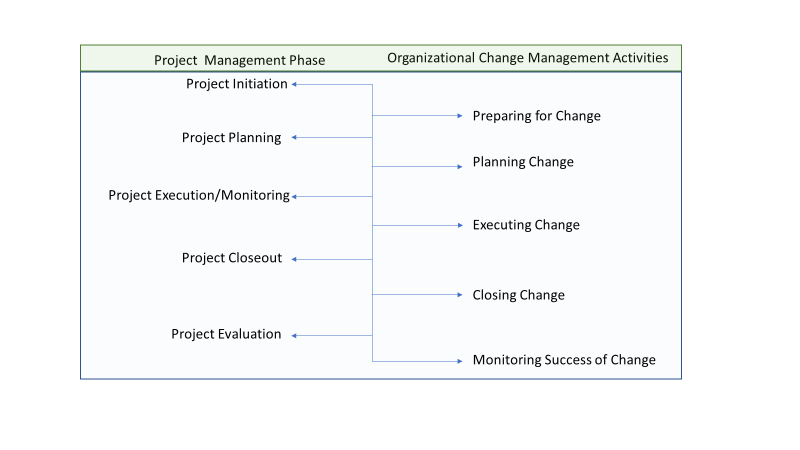 Project Management Phase
Organizational Change Management Activities
Project Initiation
Preparing for Change
Project Planning
Planning Change
Project Execution/Monitoring
Executing Change
Project Closeout
Closing Change
Project Evaluation
Monitoring Success of Change